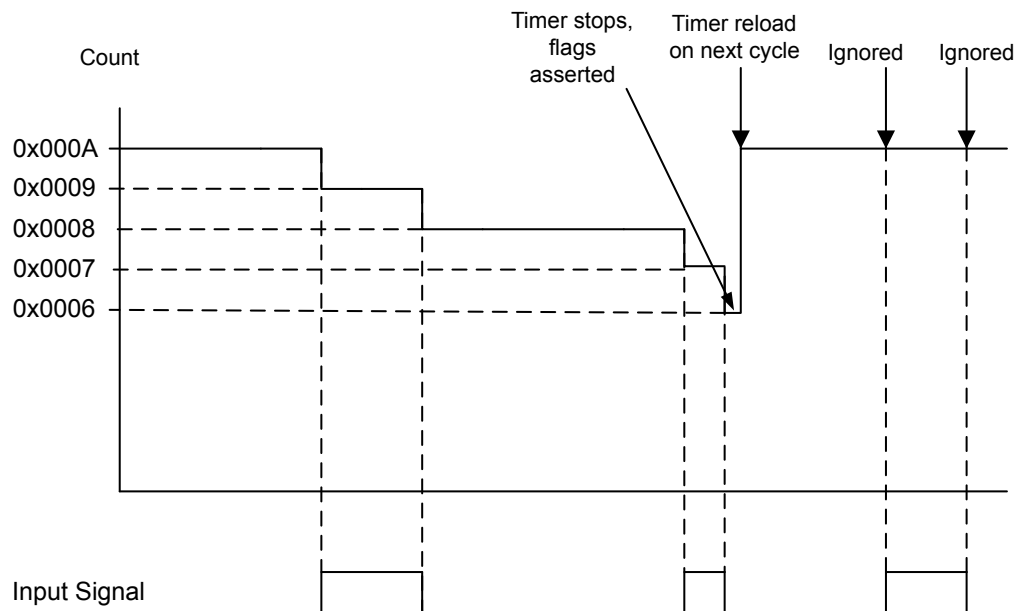 Timer stops,
flags
asserted
Timer reload
on next cycle
Ignored
Ignored
Count
0x000A
0x0009
0x0008
0x0007
0x0006
Input Signal